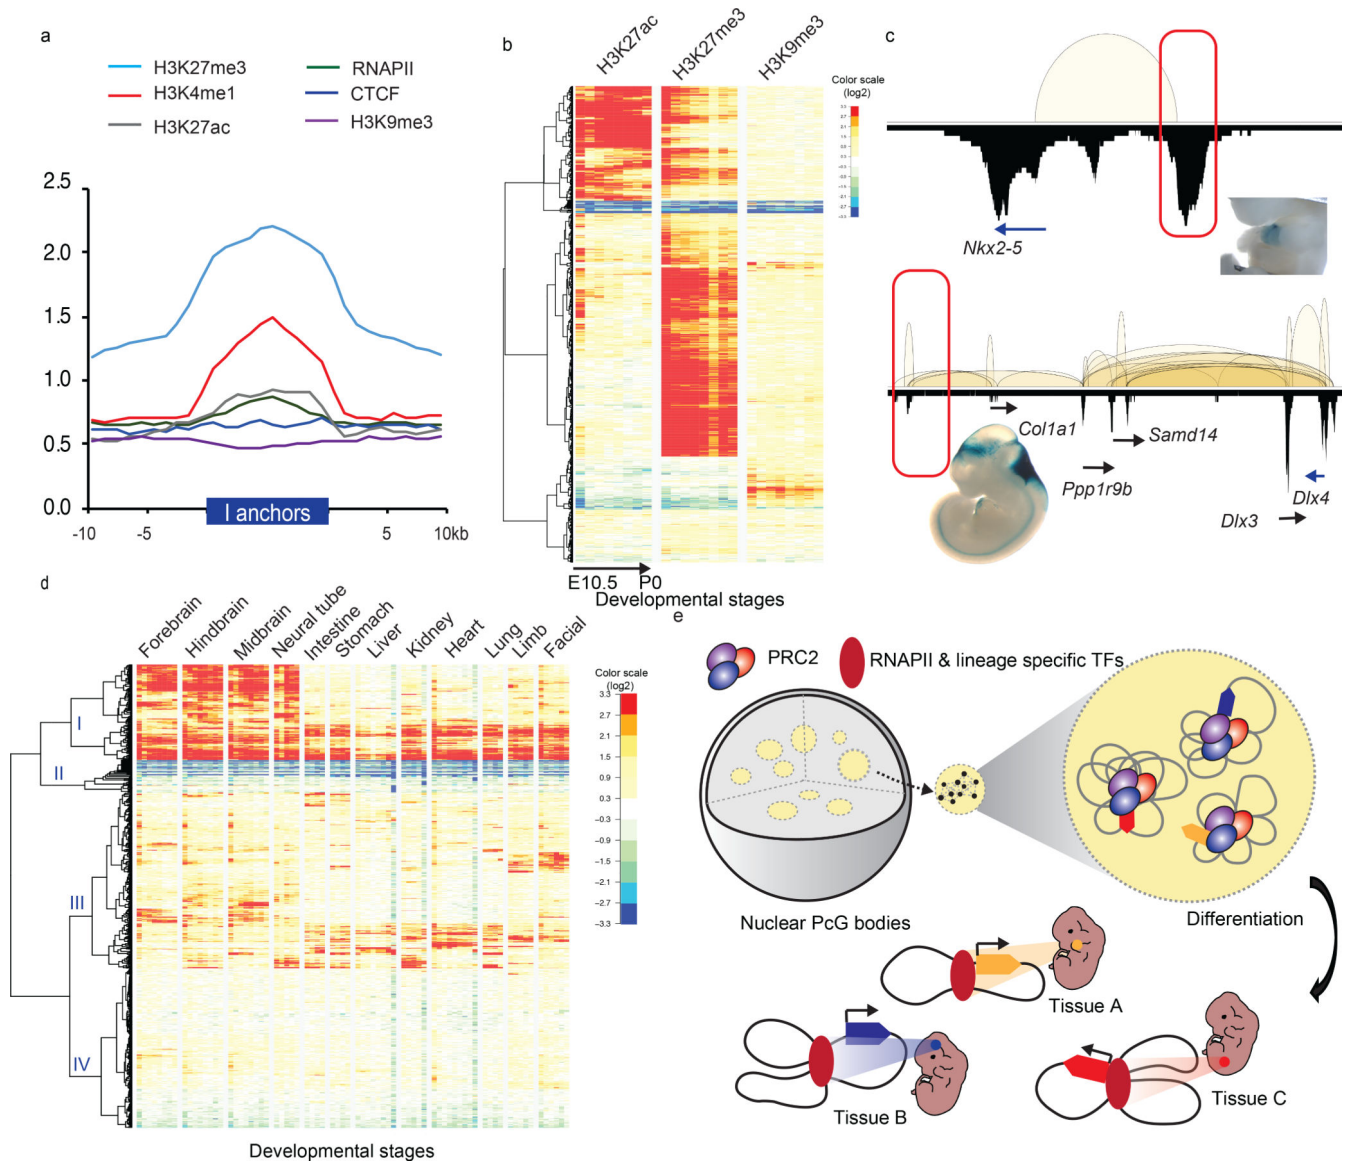 a
H3K27me3
H3K4me1
H3K27ac
RNAPII
CTCF
H3K9me3
2.5
2.0
1.5
1.0
0.5
0.0
I anchors
-10
-5
5
10kb
b
H3K27ac
H3K27me3
H3K9me3
Color scale
(log2)
E10.5
P0
Developmental stages
c
Nkx2-5
Col1a1
Samd14
Ppp1r9b
Dlx4
Dlx3
d
Forebrain
Hindbrain
Midbrain
Neural tube
Intestine
Stomach
Liver
Kidney
Heart
Lung
Limb
Facial
I
II
III
IV
Color scale
(log2)
3.3
2.7
2.1
1.5
0.9
0.3
-0.3
-0.9
-1.5
-2.1
-2.7
-3.3
Developmental stages
e
PRC2
RNAPII & lineage specific TFs
Nuclear PcG bodies
Differentiation
Tissue A
Tissue B
Tissue C